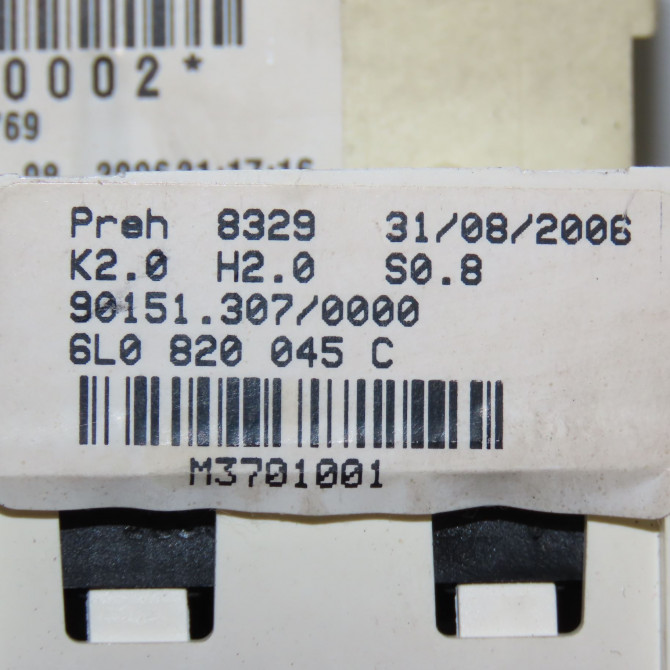 0002*
769
Preh 8329 31/08/2006
K2.0 H2.0 S0.8
90151.307/0000
6L0 820 045 C
M3701001